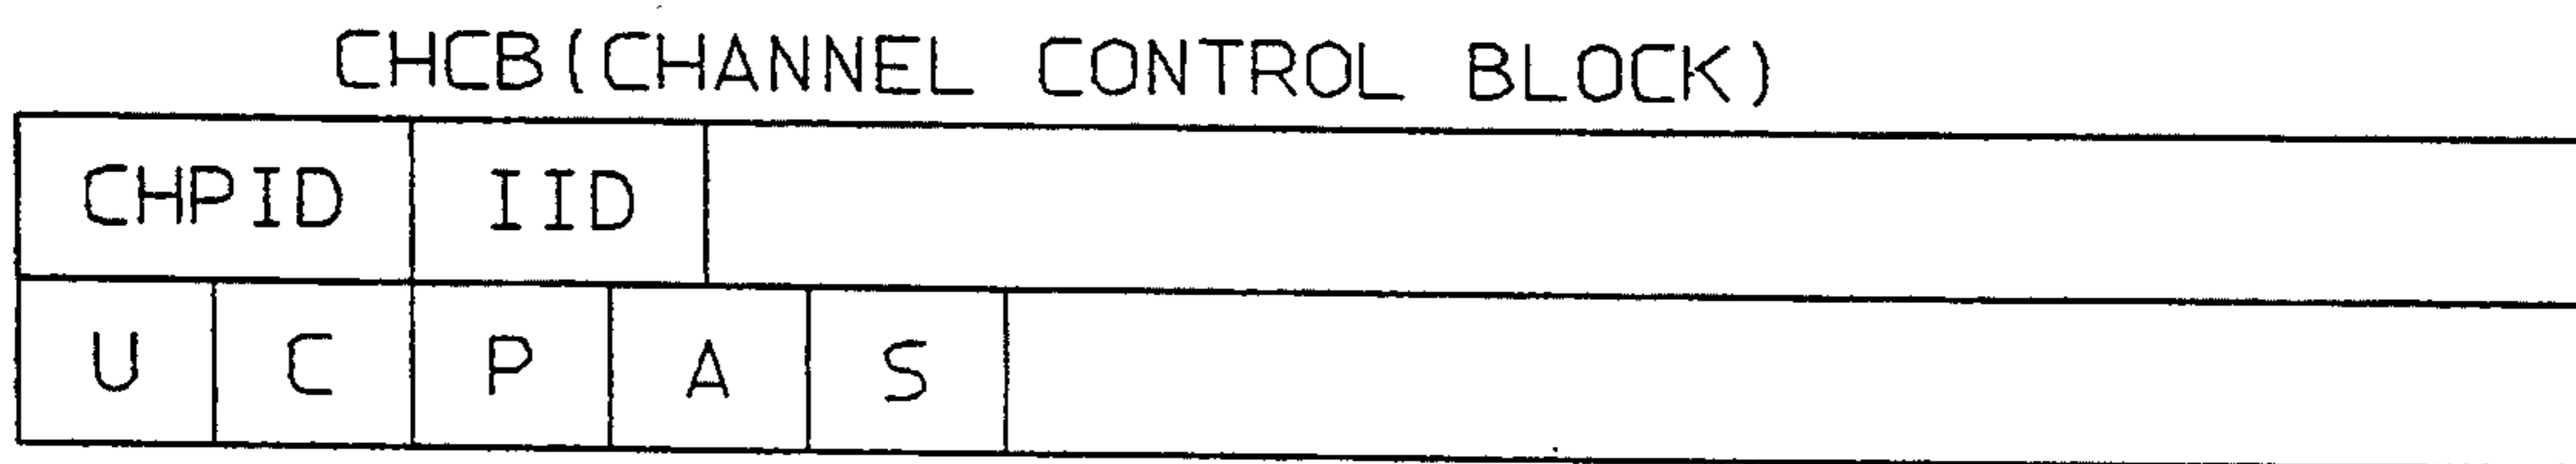 CHCB(CHANNEL CONTROL BLOCK)
CHPID IID
U C P A S